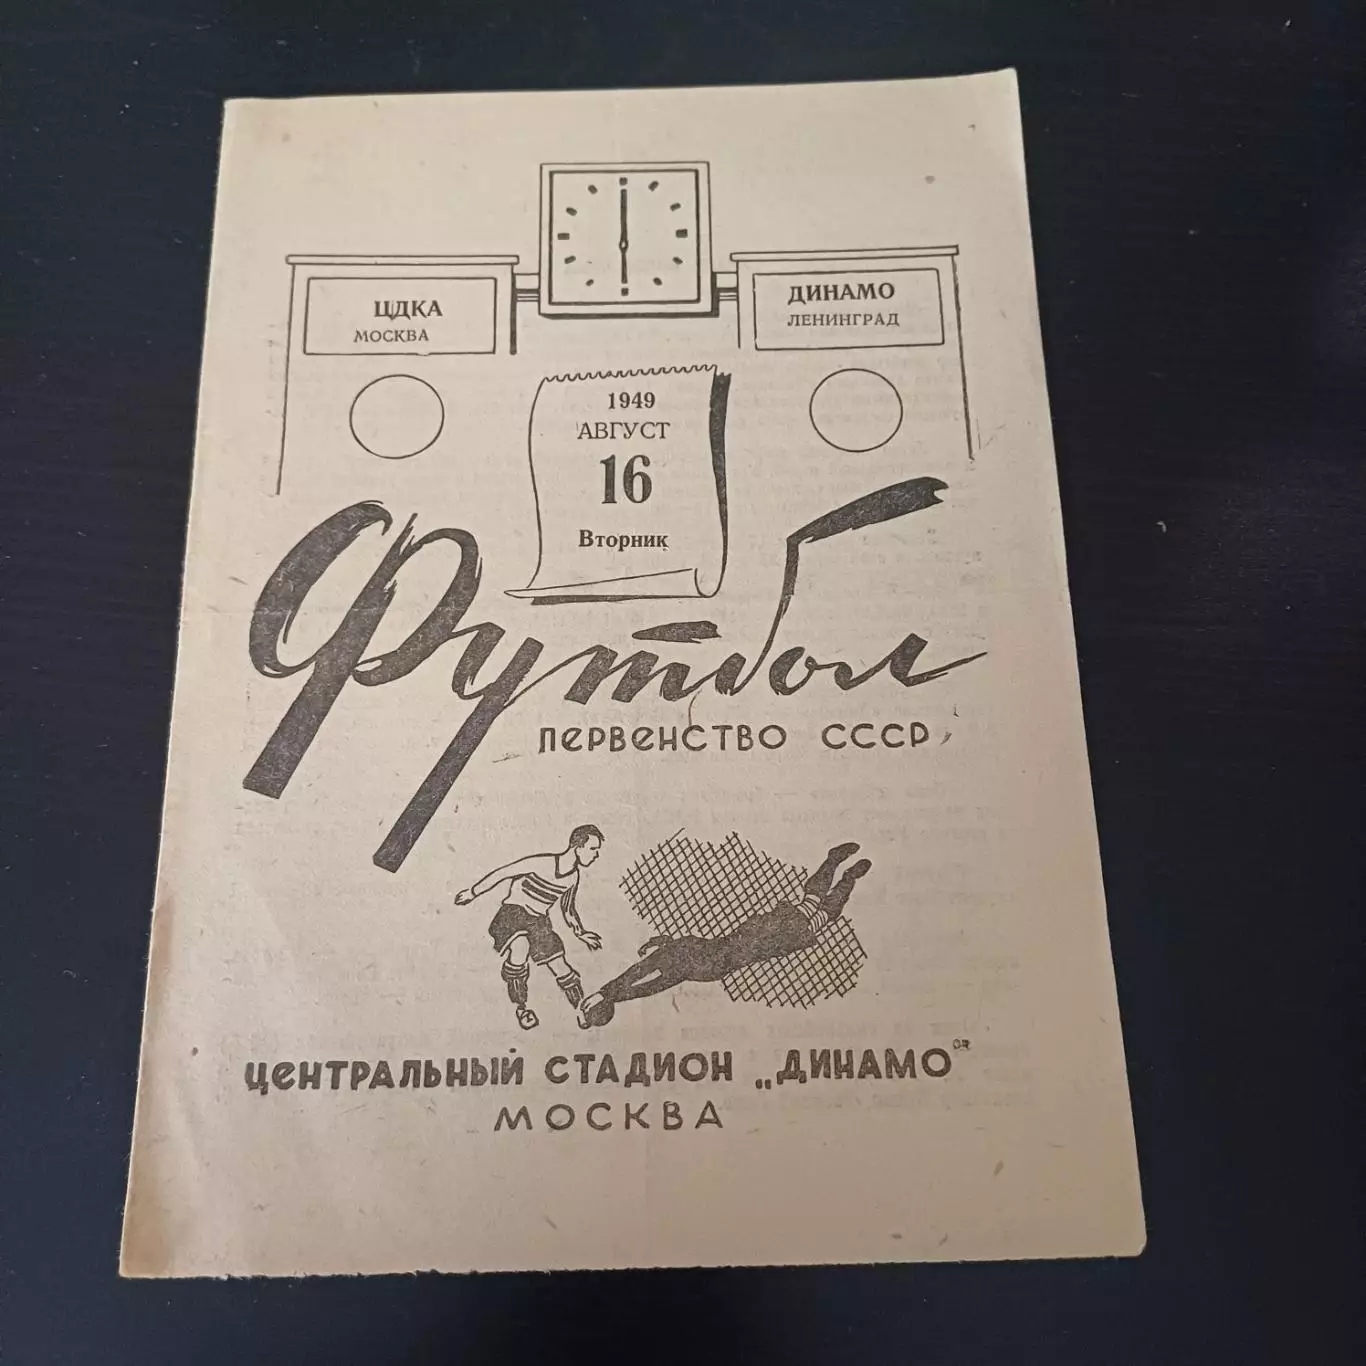 ЦДКА
МОСКВА
ДИНАМО
ЛЕНИНГРАД
1949
АВГУСТ
16
Вторник
Футбол
ПЕРВЕНСТВО СССР
ЦЕНТРАЛЬНЫЙ СТАДИОН „ДИНАМО"
МОСКВА